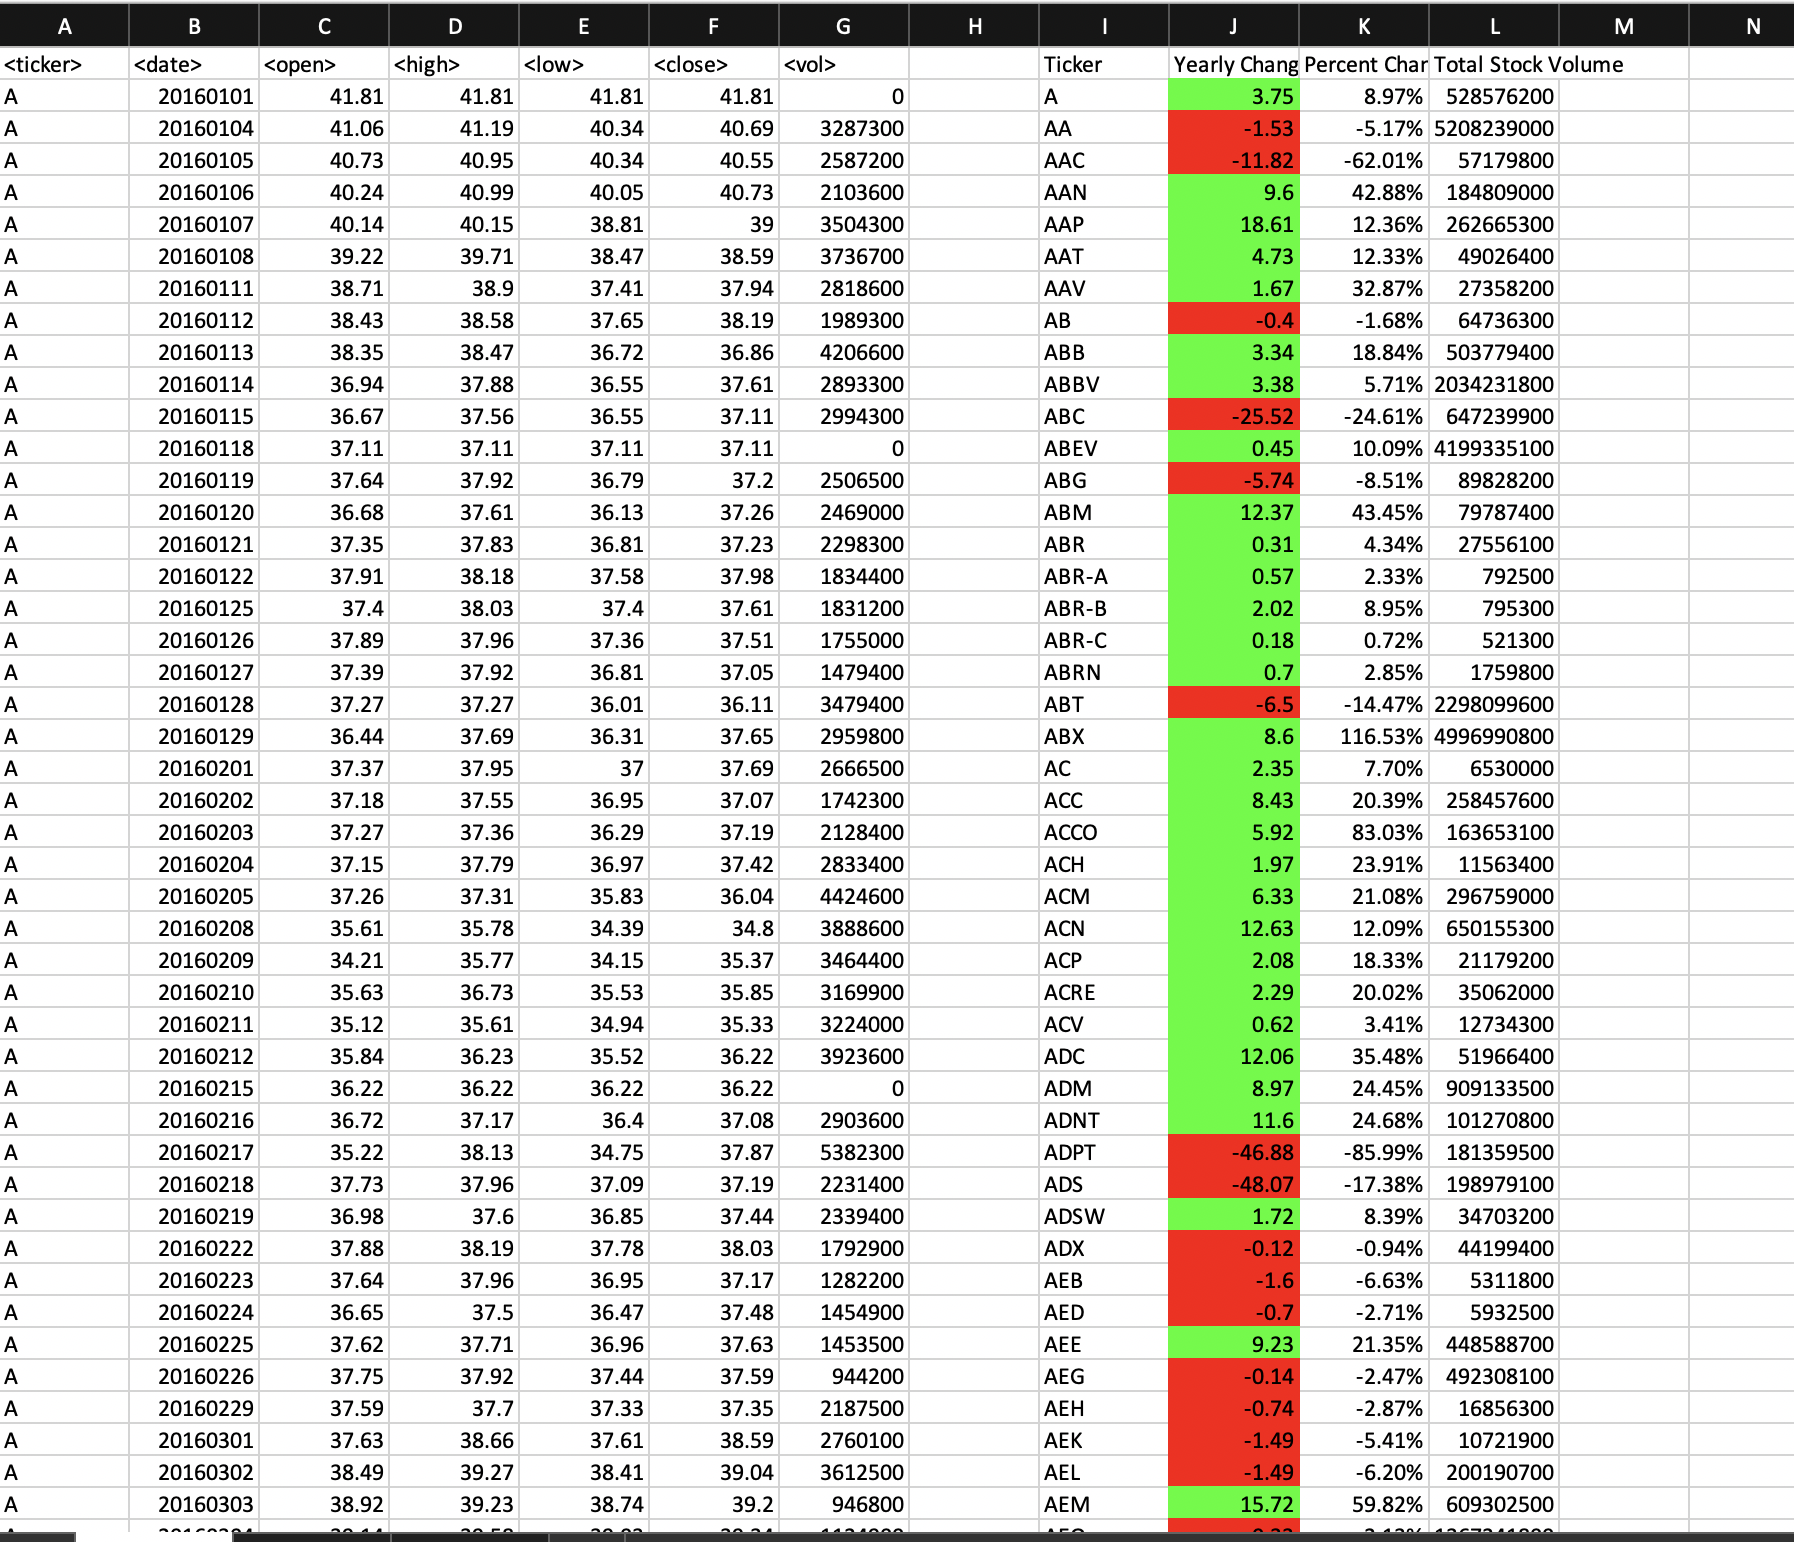 A B C D E F G H I J K L M N
<ticker> <date> <open> <high> <low> <close> <vol> Ticker Yearly Chang Percent Char Total Stock Volume
A 20160101 41.81 41.81 41.81 41.81 0 A 3.75 8.97% 528576200
A 20160104 41.06 41.19 40.34 40.69 3287300 AA -1.53 -5.17% 5208239000
A 20160105 40.73 40.95 40.34 40.55 2587200 AAC -11.82 -62.01% 57179800
A 20160106 40.24 40.99 40.05 40.73 2103600 AAN 9.6 42.88% 184809000
A 20160107 40.14 40.15 38.81 39 3504300 AAP 18.61 12.36% 262665300
A 20160108 39.22 39.71 38.47 38.59 3736700 AAT 4.73 12.33% 49026400
A 20160111 38.71 38.9 37.41 37.94 2818600 AAV 1.67 32.87% 27358200
A 20160112 38.43 38.58 37.65 38.19 1989300 AB -0.4 -1.68% 64736300
A 20160113 38.35 38.47 36.72 36.86 4206600 ABB 3.34 18.84% 503779400
A 20160114 36.94 37.88 36.55 37.61 2893300 ABBV 3.38 5.71% 2034231800
A 20160115 36.67 37.56 36.55 37.11 2994300 ABC -25.52 -24.61% 647239900
A 20160118 37.11 37.11 37.11 37.11 0 ABEV 0.45 10.09% 4199335100
A 20160119 37.64 37.92 36.79 37.2 2506500 ABG -5.74 -8.51% 89828200
A 20160120 36.68 37.61 36.13 37.26 2469000 ABM 12.37 43.45% 79787400
A 20160121 37.35 37.83 36.81 37.23 2298300 ABR 0.31 4.34% 27556100
A 20160122 37.91 38.18 37.58 37.98 1834400 ABR-A 0.57 2.33% 792500
A 20160125 37.4 38.03 37.4 37.61 1831200 ABR-B 2.02 8.95% 795300
A 20160126 37.89 37.96 37.36 37.51 1755000 ABR-C 0.18 0.72% 521300
A 20160127 37.39 37.92 36.81 37.05 1479400 ABRN 0.7 2.85% 1759800
A 20160128 37.27 37.27 36.01 36.11 3479400 ABT -6.5 -14.47% 2298099600
A 20160129 36.44 37.69 36.31 37.65 2959800 ABX 8.6 116.53% 4996990800
A 20160201 37.37 37.95 37 37.69 2666500 AC 2.35 7.70% 6530000
A 20160202 37.18 37.55 36.95 37.07 1742300 ACC 8.43 20.39% 258457600
A 20160203 37.27 37.36 36.29 37.19 2128400 ACCO 5.92 83.03% 163653100
A 20160204 37.15 37.79 36.97 37.42 2833400 ACH 1.97 23.91% 11563400
A 20160205 37.26 37.31 35.83 36.04 4424600 ACM 6.33 21.08% 296759000
A 20160208 35.61 35.78 34.39 34.8 3888600 ACN 12.63 12.09% 650155300
A 20160209 34.21 35.77 34.15 35.37 3464400 ACP 2.08 18.33% 21179200
A 20160210 35.63 36.73 35.53 35.85 3169900 ACRE 2.29 20.02% 35062000
A 20160211 35.12 35.61 34.94 35.33 3224000 ACV 0.62 3.41% 12734300
A 20160212 35.84 36.23 35.52 36.22 3923600 ADC 12.06 35.48% 51966400
A 20160215 36.22 36.22 36.22 36.22 0 ADM 8.97 24.45% 909133500
A 20160216 36.72 37.17 36.4 37.08 2903600 ADNT 11.6 24.68% 101270800
A 20160217 35.22 38.13 34.75 37.87 5382300 ADPT -46.88 -85.99% 181359500
A 20160218 37.73 37.96 37.09 37.19 2231400 ADS -48.07 -17.38% 198979100
A 20160219 36.98 37.6 36.85 37.44 2339400 ADSW 1.72 8.39% 34703200
A 20160222 37.88 38.19 37.78 38.03 1792900 ADX -0.12 -0.94% 44199400
A 20160223 37.64 37.96 36.95 37.17 1282200 AEB -1.6 -6.63% 5311800
A 20160224 36.65 37.5 36.47 37.48 1454900 AED -0.7 -2.71% 5932500
A 20160225 37.62 37.71 36.96 37.63 1453500 AEE 9.23 21.35% 448588700
A 20160226 37.75 37.92 37.44 37.59 944200 AEG -0.14 -2.47% 492308100
A 20160229 37.59 37.7 37.33 37.35 2187500 AEH -0.74 -2.87% 16856300
A 20160301 37.63 38.66 37.61 38.59 2760100 AEK -1.49 -5.41% 10721900
A 20160302 38.49 39.27 38.41 39.04 3612500 AEL -1.49 -6.20% 200190700
A 20160303 38.92 39.23 38.74 39.2 946800 AEM 15.72 59.82% 609302500